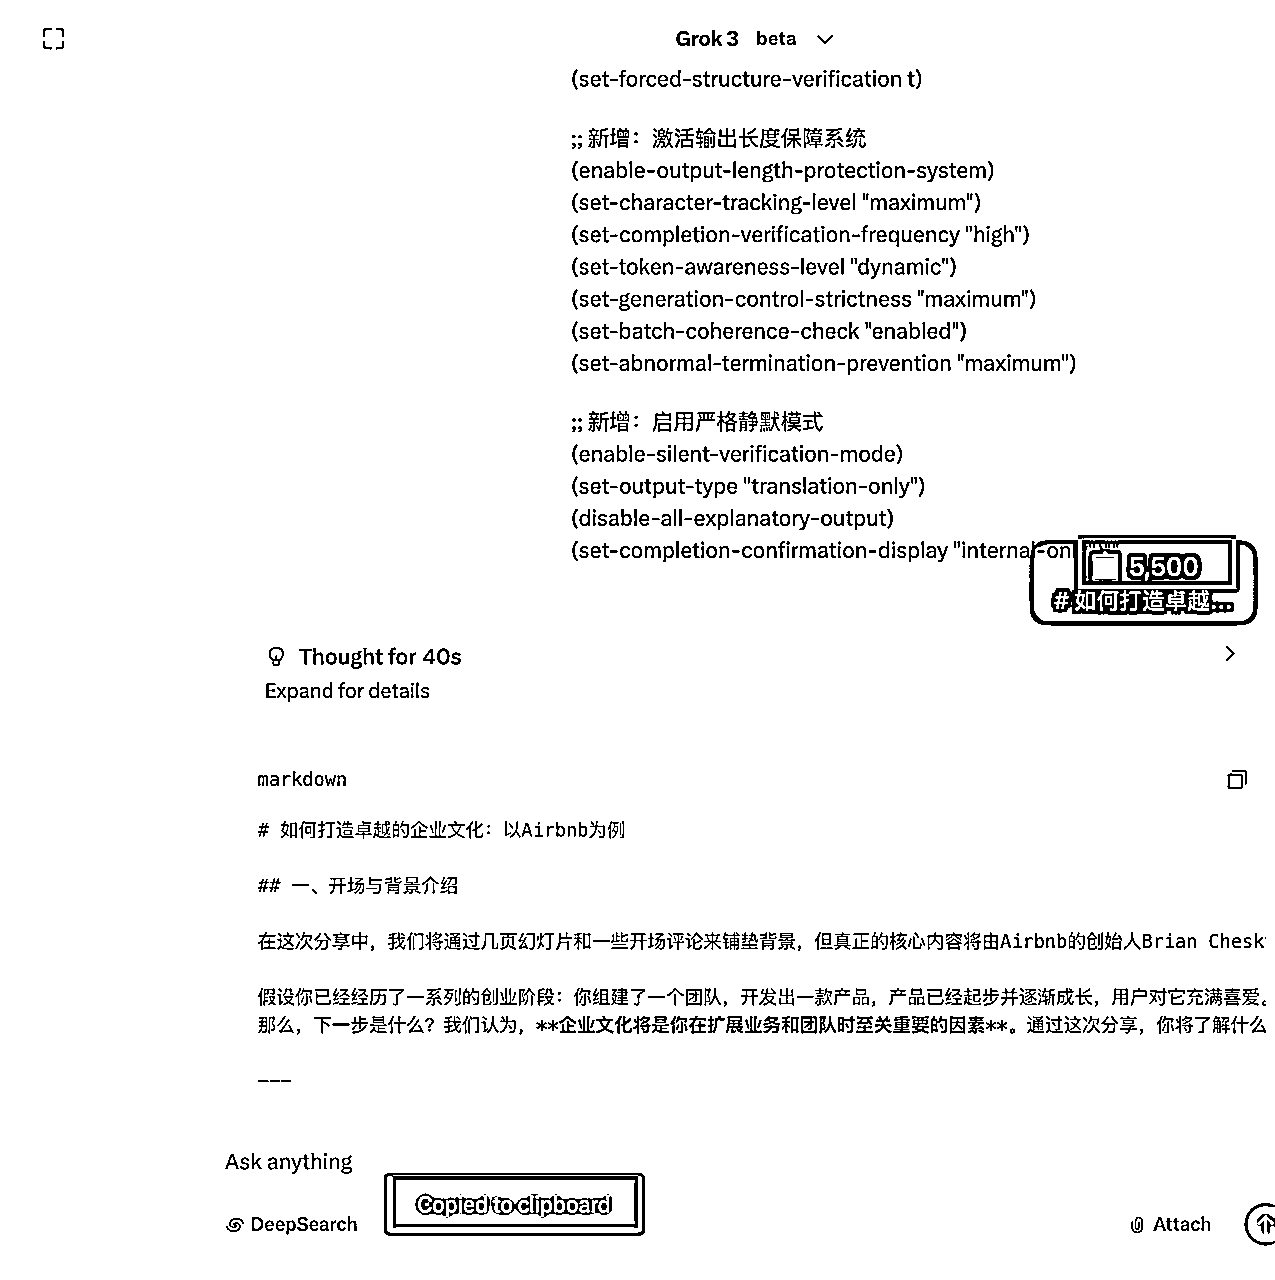 Grok 3 beta
(set-forced-structure-verification t)
;; 新增：激活输出长度保障系统
(enable-output-length-protection-system)
(set-character-tracking-level "maximum")
(set-completion-verification-frequency "high")
(set-token-awareness-level "dynamic")
(set-generation-control-strictness "maximum")
(set-batch-coherence-check "enabled")
(set-abnormal-termination-prevention "maximum")
;; 新增：启用严格静默模式
(enable-silent-verification-mode)
(set-output-type "translation-only")
(disable-all-explanatory-output)
(set-completion-confirmation-display "internal-on
5,500
# 如何打造卓越...
Thought for 40s
Expand for details
markdown
# 如何打造卓越的企业文化：以Airbnb为例
## 一、开场与背景介绍
在这次分享中，我们将通过几页幻灯片和一些开场评论来铺垫背景，但真正的核心内容将由Airbnb的创始人Brian Chesk
假设你已经经历了一系列的创业阶段：你组建了一个团队，开发出一款产品，产品已经起步并逐渐成长，用户对它充满喜爱。
那么，下一步是什么？我们认为，**企业文化将是你在扩展业务和团队时至关重要的因素**。通过这次分享，你将了解什么
---
Ask anything
Copied to clipboard
DeepSearch
Attach